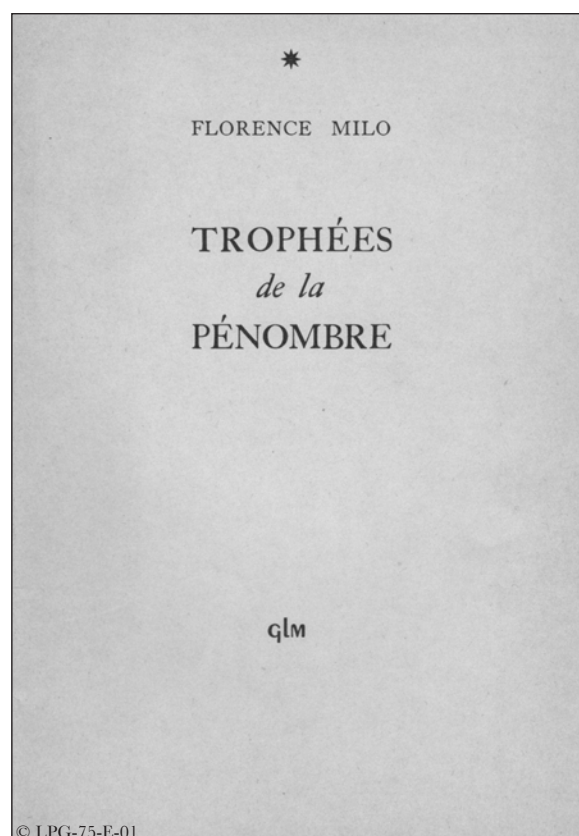 FLORENCE MILO
TROPHÉES
de la
PÉNOMBRE
GLM
© LPG-75-E-01